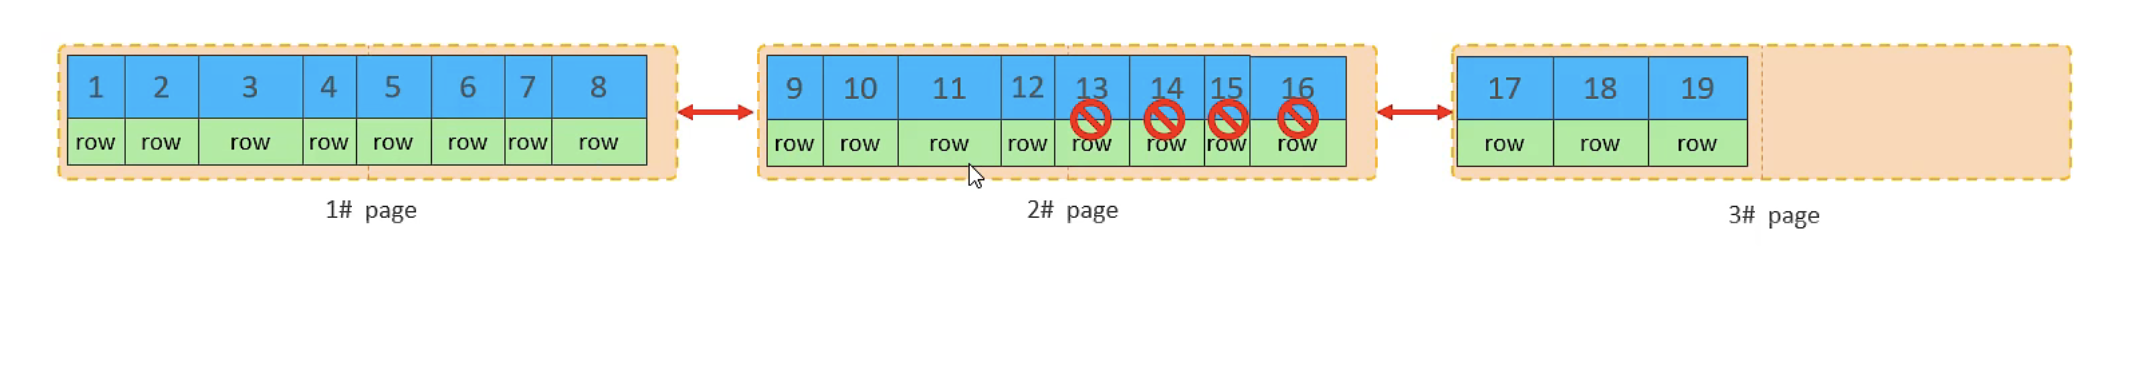 1 2 3 4 5 6 7 8
row row row row row row row row
1# page
9 10 11 12 13 14 15 16
row row row row row row row row
2# page
17 18 19
row row row
3# page